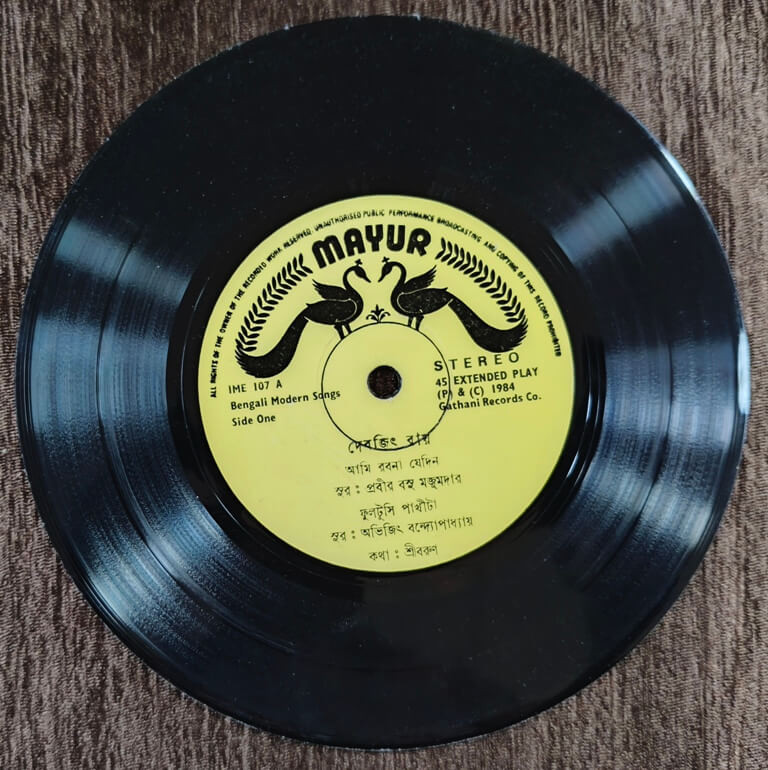 ALL RIGHTS OF THE OWNER OF THE RECORDED WORK RESERVED. UNAUTHORISED PUBLIC PERFORMANCE BROADCASTING AND COPYING OF THIS RECORD PROHIBITED
MAYUR
STEREO
IME 107 A
45 EXTENDED PLAY
Bengali Modern Songs
(P) & (C) 1984
Side One
Gathani Records Co.
দেবজিৎ রায়
আমি রবনা যেদিন
সুর : প্রবীর বসু মজুমদার
ফুলটুসি পাখীটা
সুর : অভিজিৎ বন্দ্যোপাধ্যায়
কথা : শ্রীবরুণ